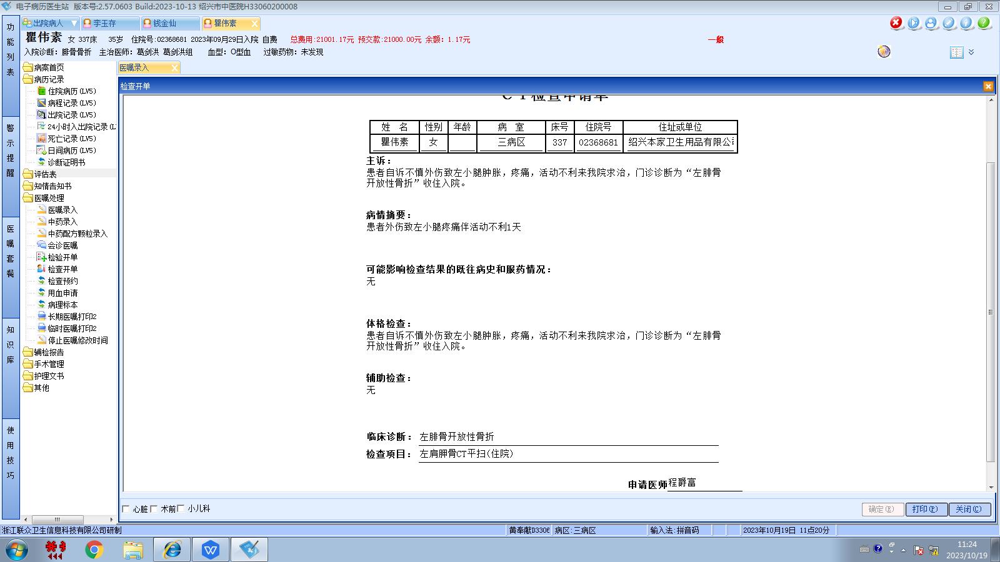 电子病历医生站 版本号:2.57.0603 Build:2023-10-13 绍兴市中医院H33060200008
出院病人 李玉存 钱金仙 瞿伟素
瞿伟素 女 337床 35岁 住院号:02368681 2023年09月29日入院 自费 总费用:21001.17元 预交款:21000.00元 余额: 1.17元 一般
入院诊断: 腓骨骨折 主治医师: 葛剑洪 葛剑洪组 血型: O型血 过敏药物: 未发现
功能列表
警示提醒
医嘱套餐
知识库
使用技巧
病案首页
病历记录
住院病历(LV5)
病程记录(LV5)
出院记录(LV5)
24小时入出院记录(L
死亡记录(LV5)
日间病历(LV5)
诊断证明书
评估表
知情告知书
医嘱处理
医嘱录入
中药录入
中药配方颗粒录入
会诊医嘱
检验开单
检查开单
检查预约
用血申请
病理标本
长期医嘱打印2
临时医嘱打印2
停止医嘱修改时间
辅检报告
手术管理
护理文书
其他
医嘱录入
检查开单
CT检查申请单
姓 名 性别 年龄 病 室 床号 住院号 住址或单位
瞿伟素 女 三病区 337 02368681 绍兴本家卫生用品有限公司
主诉:
患者自诉不慎外伤致左小腿肿胀，疼痛，活动不利来我院求治，门诊诊断为“左腓骨
开放性骨折”收住入院。
病情摘要:
患者外伤致左小腿疼痛伴活动不利1天
可能影响检查结果的既往病史和服药情况:
无
体格检查:
患者自诉不慎外伤致左小腿肿胀，疼痛，活动不利来我院求治，门诊诊断为“左腓骨
开放性骨折”收住入院。
辅助检查:
无
临床诊断: 左腓骨开放性骨折
检查项目: 左肩胛骨CT平扫(住院)
申请医师 程爵富
心脏 术前 小儿科
确定(E) 打印(P) 关闭(C)
浙江联众卫生信息科技有限公司研制 黄奉献D3306 病区:三病区 输入法:拼音码 2023年10月19日 11点20分
11:24
2023/10/19